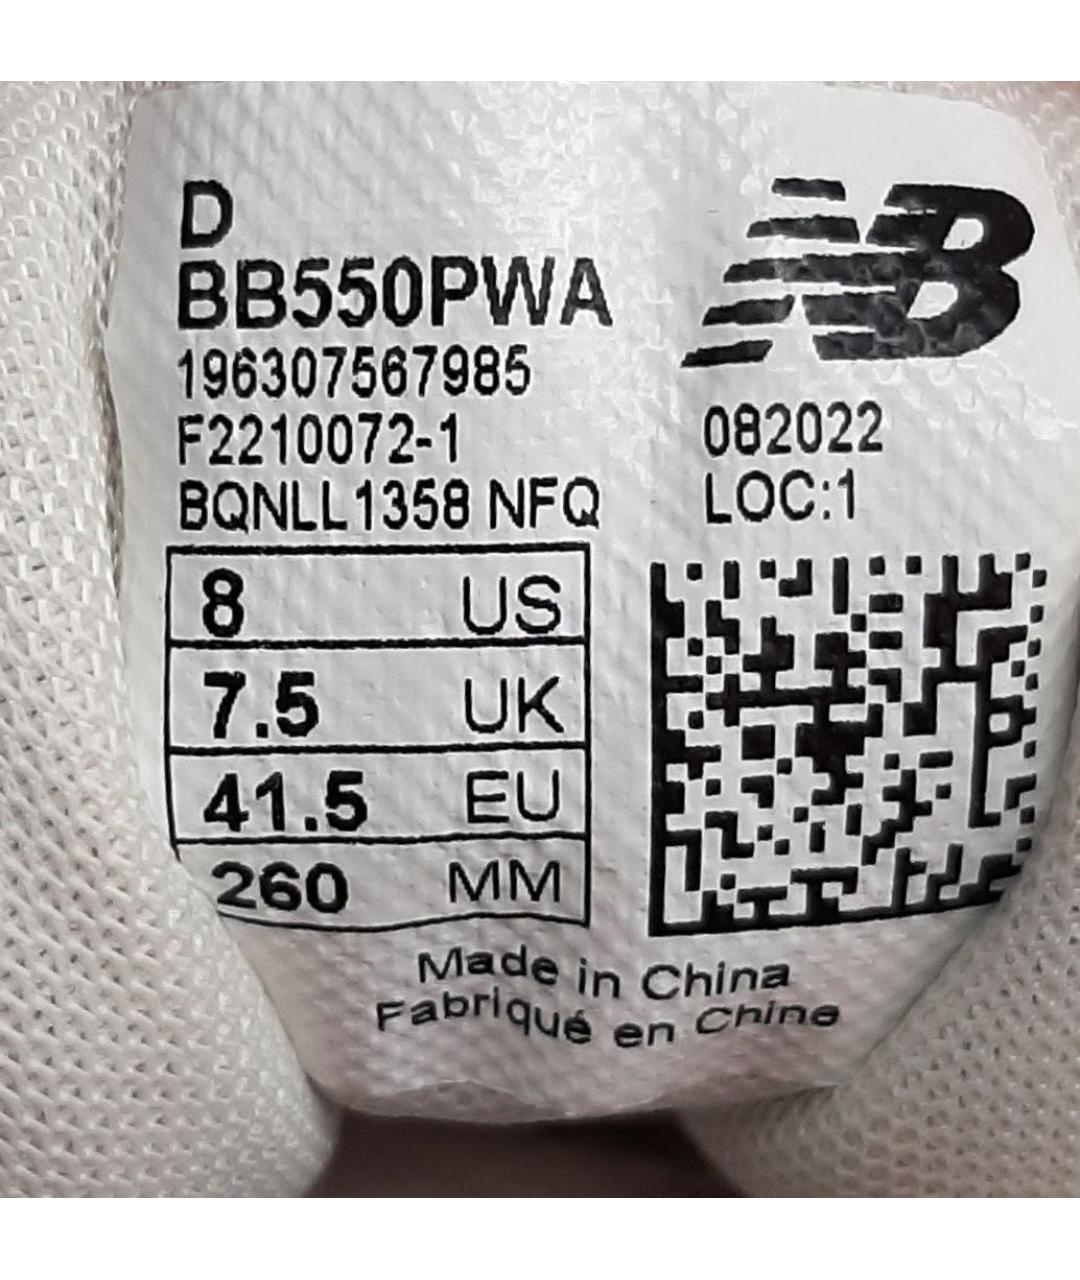 D
BB550PWA
196307567985
F2210072-1
BQNLL1358 NFQ
NB
082022
LOC:1
8 US
7.5 UK
41.5 EU
260 MM
Made in China
Fabriqué en Chine